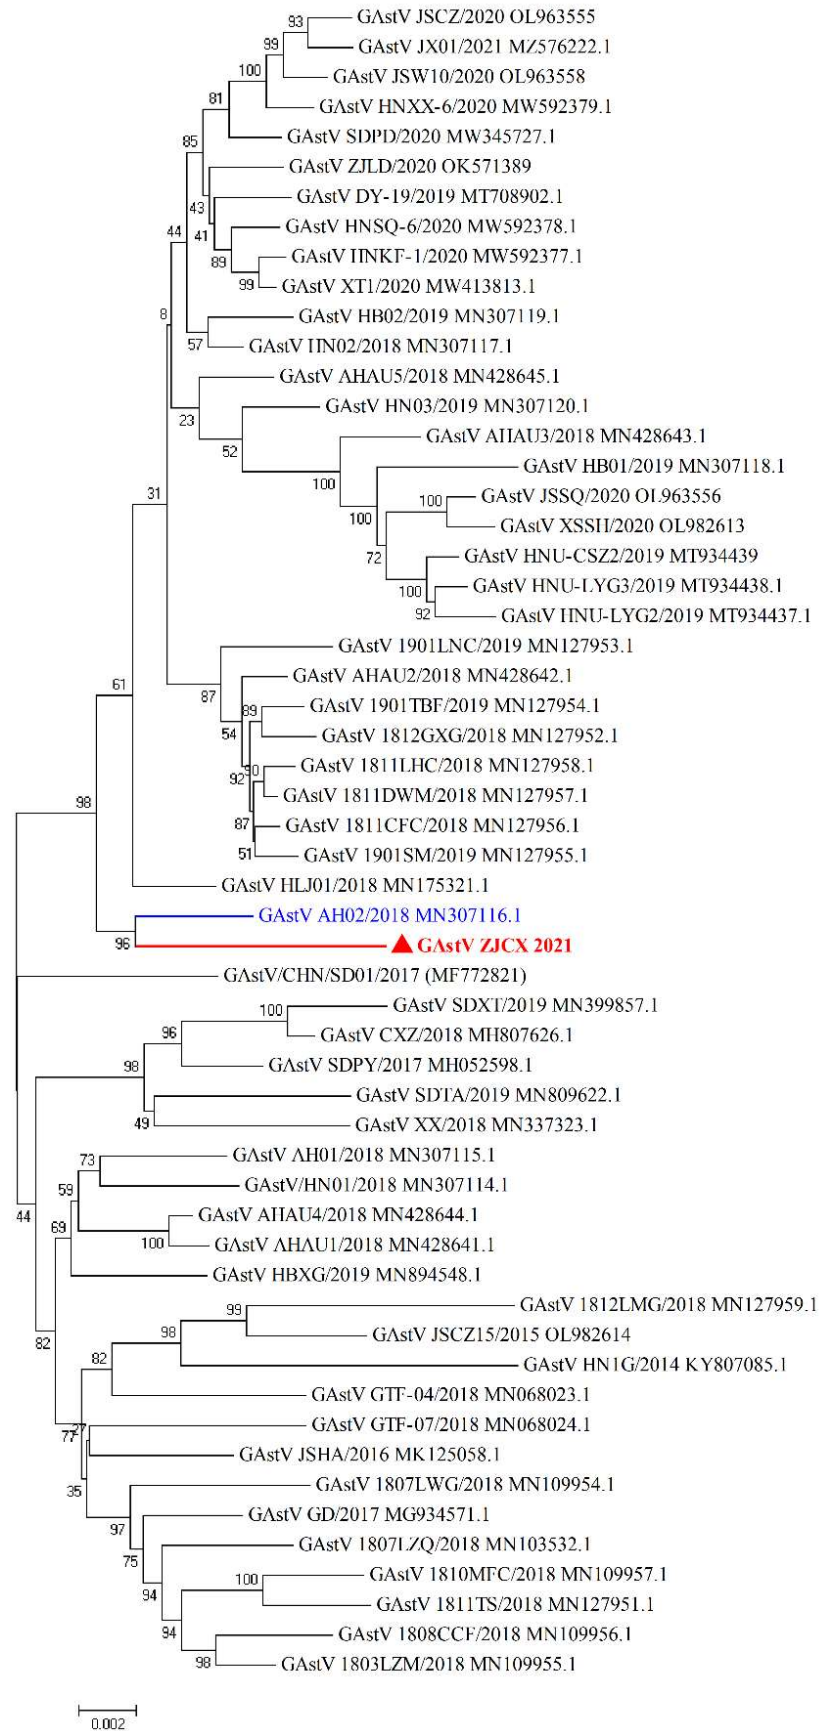 93
GAstV JSCZ/2020 OL963555
GAstV JX01/2021 MZ576222.1
99
GAstV JSW10/2020 OL963558
100
GAstV HNXX-6/2020 MW592379.1
81
GAstV SDPD/2020 MW345727.1
85
GAstV ZJLD/2020 OK571389
GAstV DY-19/2019 MT708902.1
43
GAstV HNSQ-6/2020 MW592378.1
44
41
GAstV HNKF-1/2020 MW592377.1
89
GAstV XT1/2020 MW413813.1
99
GAstV HB02/2019 MN307119.1
8
GAstV HN02/2018 MN307117.1
57
GAstV AHAU5/2018 MN428645.1
GAstV HN03/2019 MN307120.1
23
GAstV AHAU3/2018 MN428643.1
52
GAstV HB01/2019 MN307118.1
100
GAstV JSSQ/2020 OL963556
31
100
100
GAstV XSSH/2020 OL982613
72
GAstV HNU-CSZ2/2019 MT934439
GAstV HNU-LYG3/2019 MT934438.1
100
GAstV HNU-LYG2/2019 MT934437.1
92
GAstV 1901LNC/2019 MN127953.1
GAstV AHAU2/2018 MN428642.1
61
87
GAstV 1901TBF/2019 MN127954.1
89
GAstV 1812GXG/2018 MN127952.1
54
GAstV 1811LHC/2018 MN127958.1
90
92
GAstV 1811DWM/2018 MN127957.1
98
GAstV 1811CFC/2018 MN127956.1
87
GAstV 1901SM/2019 MN127955.1
51
GAstV HLJ01/2018 MN175321.1
GAstV AH02/2018 MN307116.1
96
GAstV ZJCX 2021
GAstV/CHN/SD01/2017 (MF772821)
GAstV SDXT/2019 MN399857.1
100
GAstV CXZ/2018 MH807626.1
96
GAstV SDPY/2017 MH052598.1
98
GAstV SDTA/2019 MN809622.1
GAstV XX/2018 MN337323.1
49
GAstV AH01/2018 MN307115.1
73
GAstV/HN01/2018 MN307114.1
59
GAstV AHAU4/2018 MN428644.1
44
69
GAstV AHAU1/2018 MN428641.1
100
GAstV HBXG/2019 MN894548.1
GAstV 1812LMG/2018 MN127959.1
99
GAstV JSCZ15/2015 OL982614
98
82
GAstV HN1G/2014 KY807085.1
82
GAstV GTF-04/2018 MN068023.1
GAstV GTF-07/2018 MN068024.1
77
27
GAstV JSHA/2016 MK125058.1
GAstV 1807LWG/2018 MN109954.1
35
GAstV GD/2017 MG934571.1
97
GAstV 1807LZQ/2018 MN103532.1
75
GAstV 1810MFC/2018 MN109957.1
100
94
GAstV 1811TS/2018 MN127951.1
GAstV 1808CCF/2018 MN109956.1
94
GAstV 1803LZM/2018 MN109955.1
98
0.002